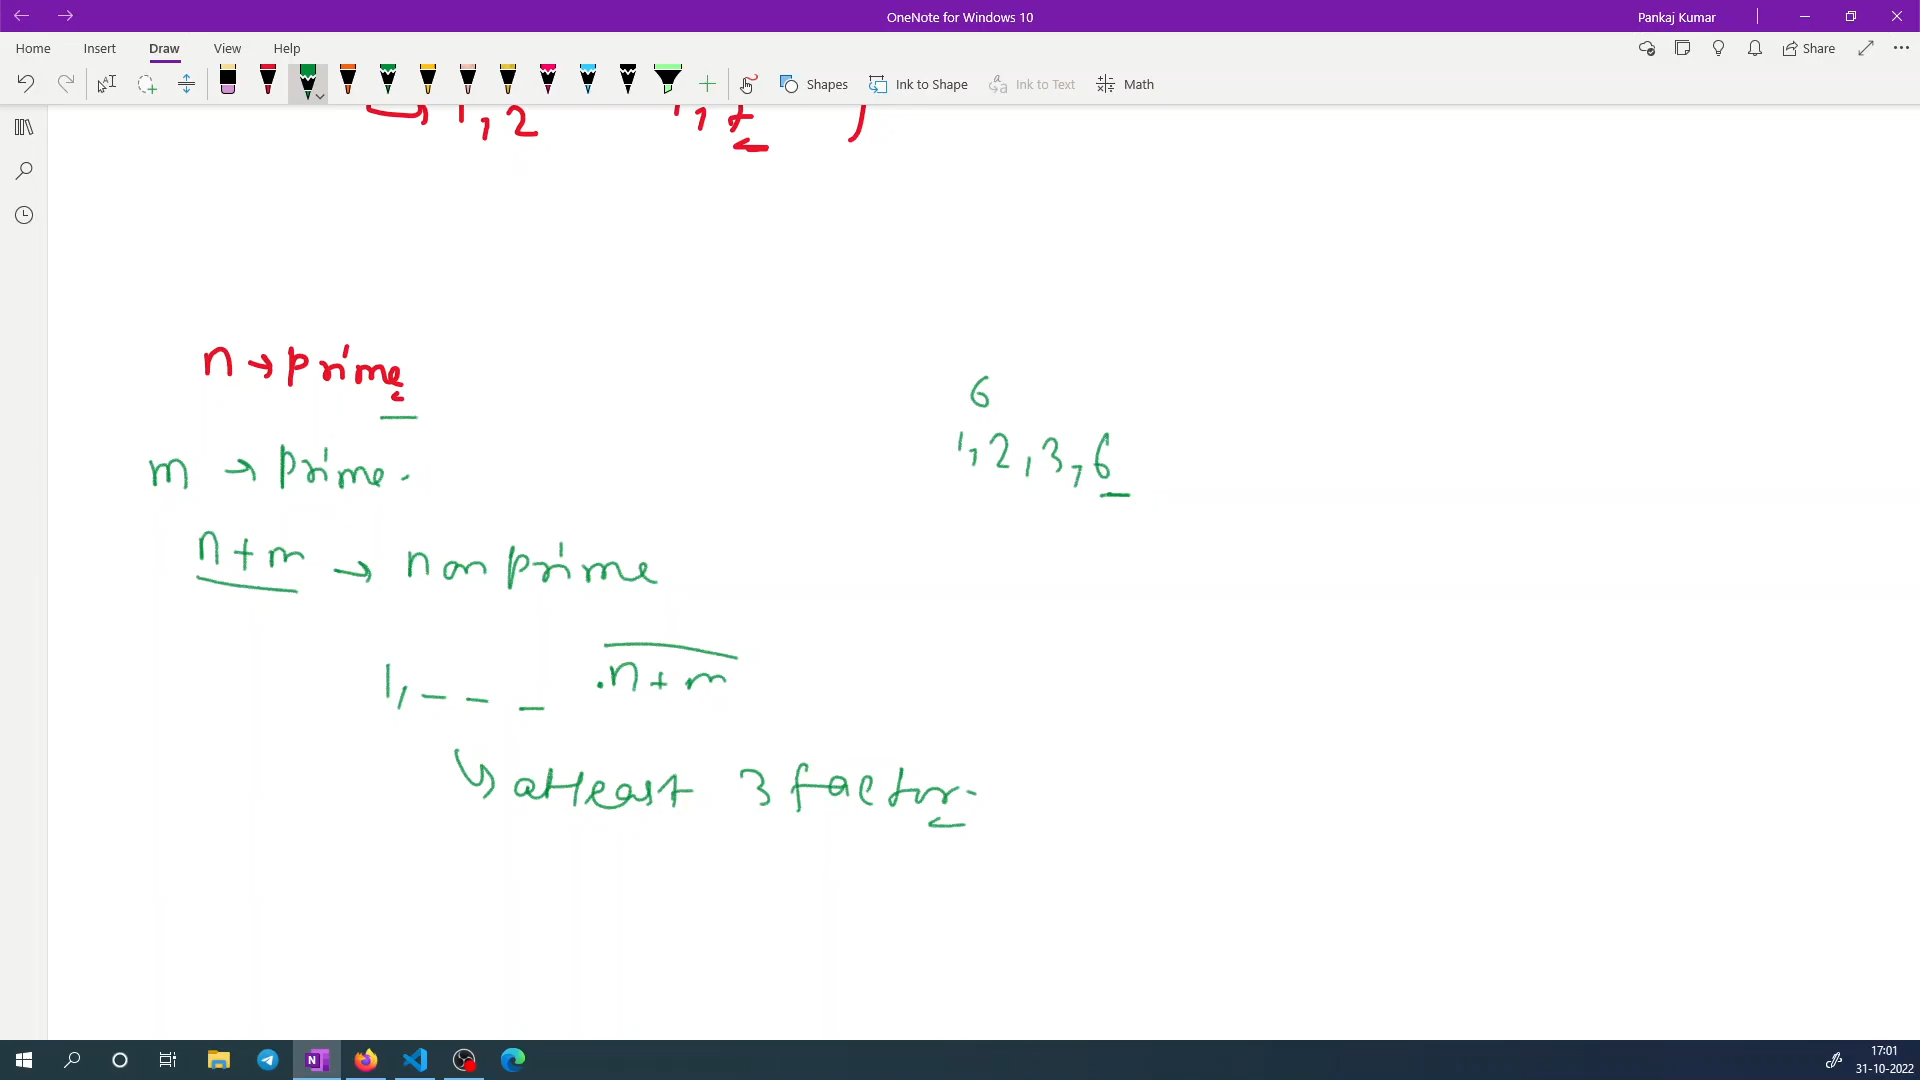 OneNote for Windows 10
Pankaj Kumar
Home Insert Draw View Help
Share
Shapes Ink to Shape Ink to Text Math
1,2
n → prime
m → prime.
n+m → non prime
1, _ _ _ .n+m
↳ atleast 3 factor.
6
1,2,3,6
17:01
31-10-2022